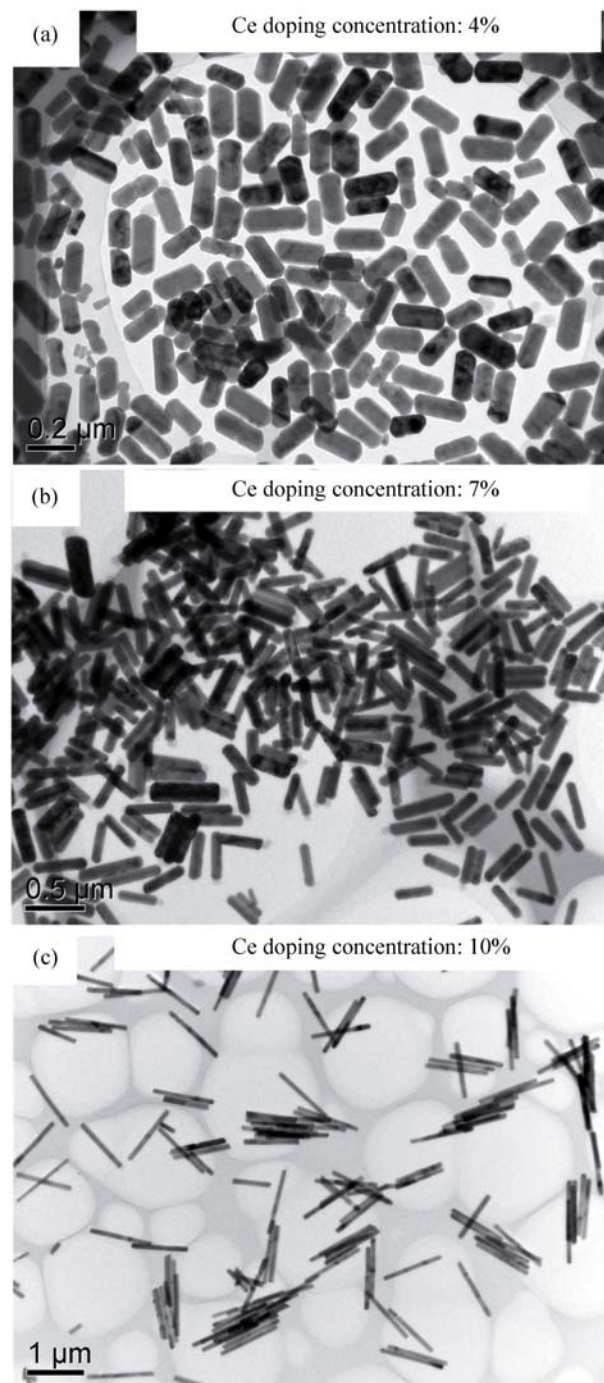 (a)
Ce doping concentration: 4%
0.2 µm
(b)
Ce doping concentration: 7%
0.5 µm
(c)
Ce doping concentration: 10%
1 µm